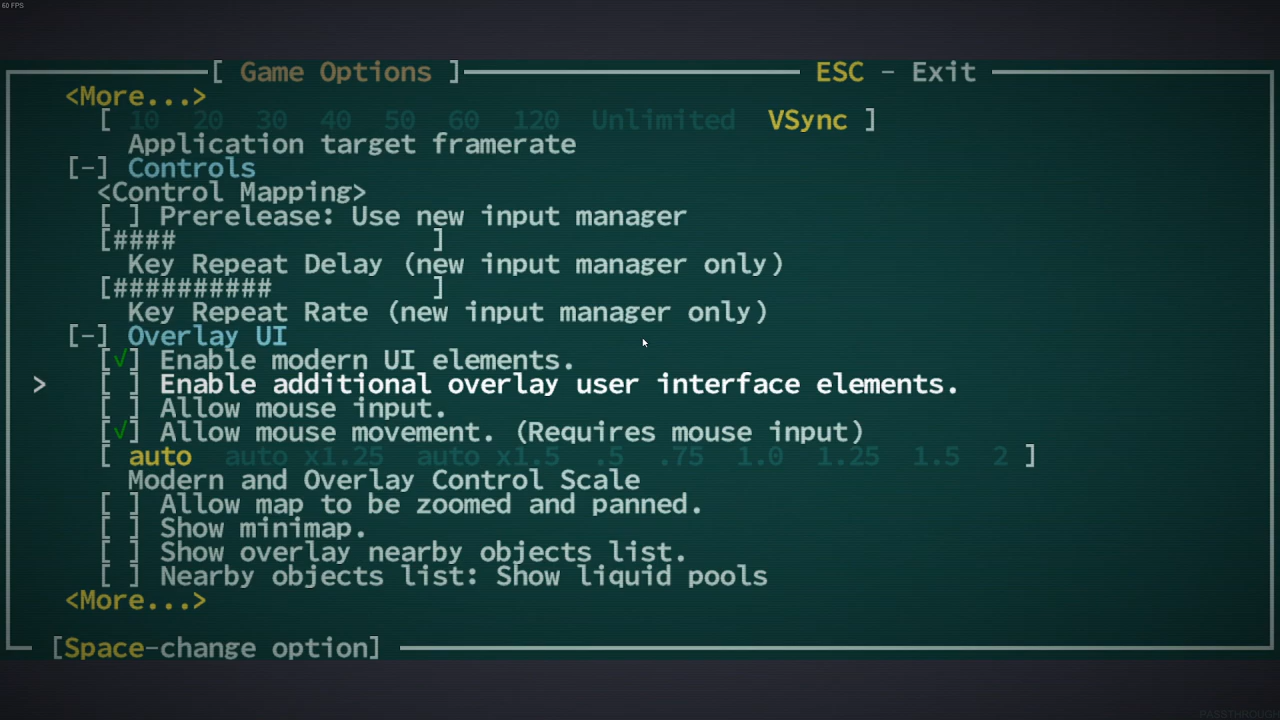 60 FPS
[ Game Options ] ESC - Exit
<More...>
[ 10 20 30 40 50 60 120 Unlimited VSync ]
Application target framerate
[-] Controls
<Control Mapping>
[ ] Prerelease: Use new input manager
[####                ]
Key Repeat Delay (new input manager only)
[##########          ]
Key Repeat Rate (new input manager only)
[-] Overlay UI
[√] Enable modern UI elements.
> [ ] Enable additional overlay user interface elements.
[ ] Allow mouse input.
[√] Allow mouse movement. (Requires mouse input)
[ auto auto x1.25 auto x1.5 .5 .75 1.0 1.25 1.5 2 ]
Modern and Overlay Control Scale
[ ] Allow map to be zoomed and panned.
[ ] Show minimap.
[ ] Show overlay nearby objects list.
[ ] Nearby objects list: Show liquid pools
<More...>
[Space-change option]
PASSTHROUGH